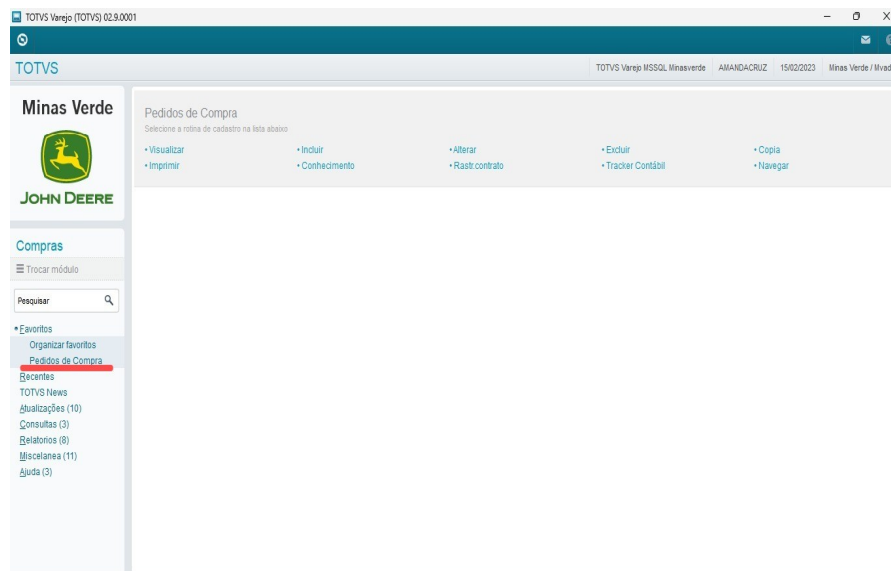 TOTVS Varejo (TOTVS) 02.9.0001
TOTVS
TOTVS Varejo MSSQL Minasverde AMANDACRUZ 15/02/2023 Minas Verde / Mvad
Minas Verde
JOHN DEERE
Pedidos de Compra
Selecione a rotina de cadastro na lista abaixo
• Visualizar • Incluir • Alterar • Excluir • Copia
• Imprimir • Conhecimento • Rastr.contrato • Tracker Contábil • Navegar
Compras
Trocar módulo
Pesquisar
Favoritos
Organizar favoritos
Pedidos de Compra
Recentes
TOTVS News
Atualizações (10)
Consultas (3)
Relatorios (8)
Miscelanea (11)
Ajuda (3)